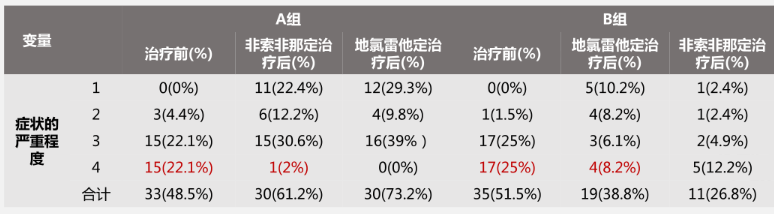 变量 A组 B组
治疗前(%) 非索非那定治疗后(%) 地氯雷他定治疗后(%) 治疗前(%) 地氯雷他定治疗后(%) 非索非那定治疗后(%)
症状的严重程度
1 0(0%) 11(22.4%) 12(29.3%) 0(0%) 5(10.2%) 1(2.4%)
2 3(4.4%) 6(12.2%) 4(9.8%) 1(1.5%) 4(8.2%) 1(2.4%)
3 15(22.1%) 15(30.6%) 16(39% ) 17(25%) 3(6.1%) 2(4.9%)
4 15(22.1%) 1(2%) 0(0%) 17(25%) 4(8.2%) 5(12.2%)
合计 33(48.5%) 30(61.2%) 30(73.2%) 35(51.5%) 19(38.8%) 11(26.8%)